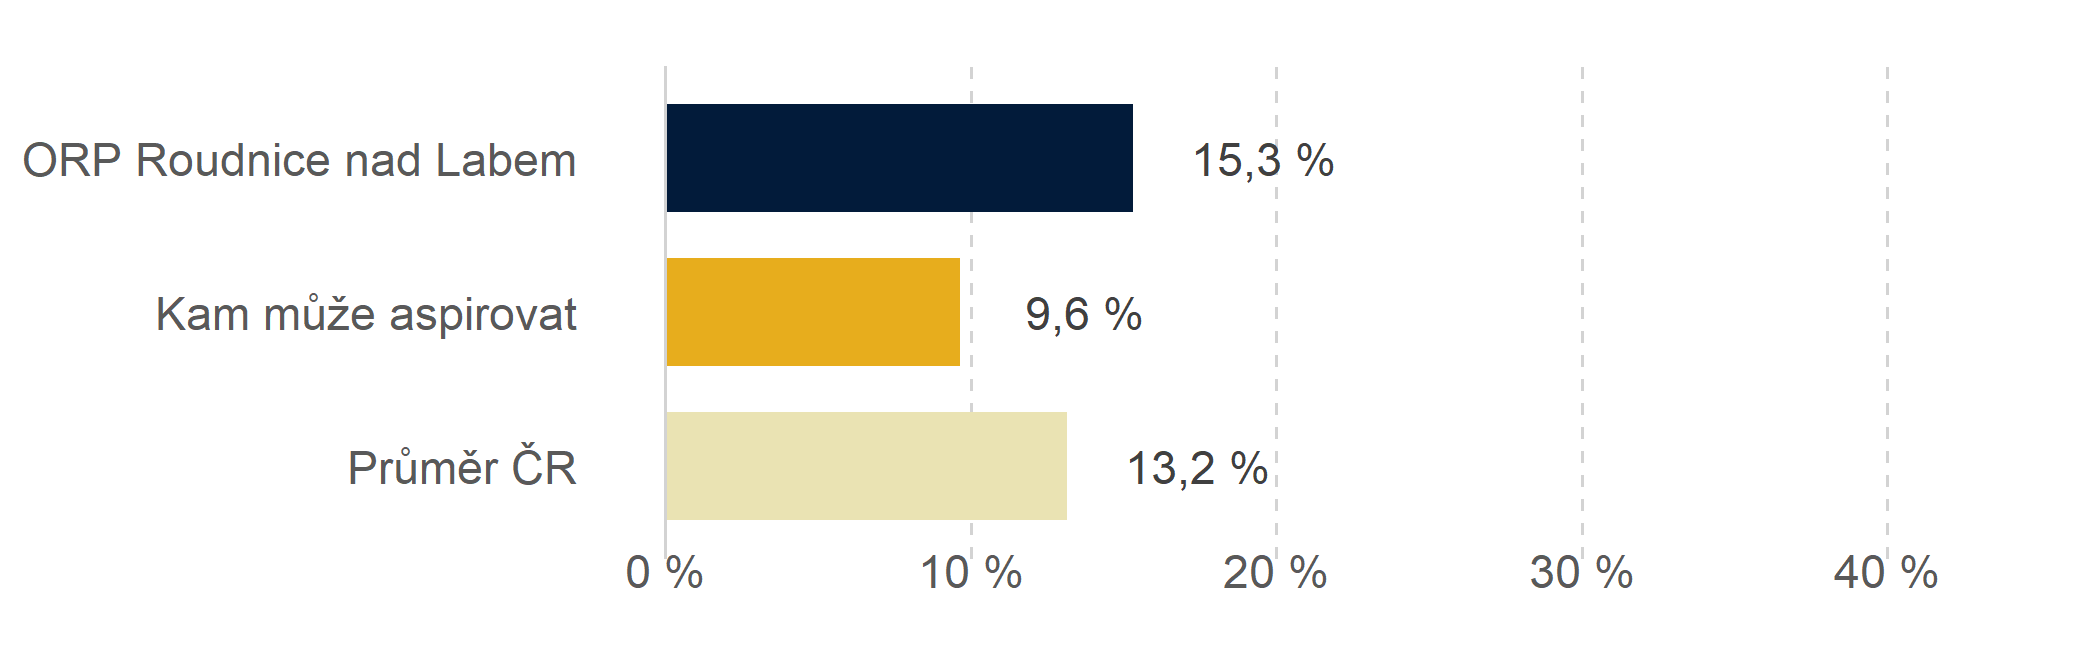 ORP Roudnice nad Labem
15,3 %
Kam může aspirovat
9,6 %
Průměr ČR
13,2 %
0 %
10 %
20 %
30 %
40 %